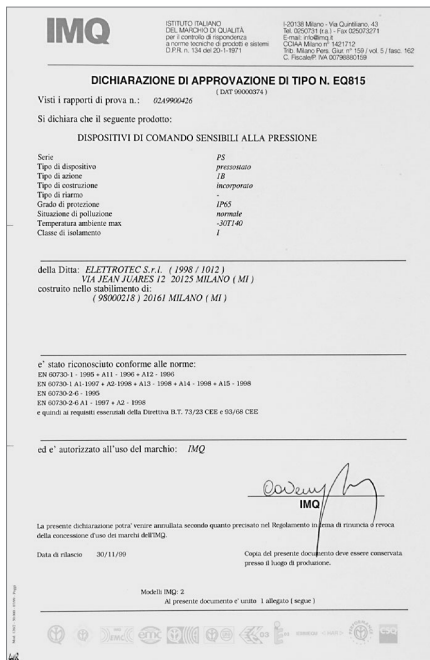 IMQ
ISTITUTO ITALIANO
DEL MARCHIO DI QUALITÀ
per il controllo di rispondenza
a norme tecniche di prodotti e sistemi
D.P.R. n. 134 del 20-1-1971
I-20138 Milano - Via Quintiliano, 43
Tel. 0250731 (r.a.) - Fax 025073271
E-mail: info@imq.it
CCIAA Milano n° 1421712
Trib. Milano Reg. Giur. n° 159 / vol. 5 / fasc. 162
C. Fiscale/P. IVA 00798860159
DICHIARAZIONE DI APPROVAZIONE DI TIPO N. EQ815
( DAT 99000374 )
Visti i rapporti di prova n.: 02A9900426
Si dichiara che il seguente prodotto:
DISPOSITIVI DI COMANDO SENSIBILI ALLA PRESSIONE
Serie PS
Tipo di dispositivo pressostato
Tipo di azione 1B
Tipo di costruzione incorporato
Tipo di riarmo -
Grado di protezione IP65
Situazione di polluzione normale
Temperatura ambiente max -30T140
Classe di isolamento I
della Ditta: ELETTROTEC S.r.l. ( 1998 / 1012 )
VIA JEAN JUARES 12 20125 MILANO ( MI )
costruito nello stabilimento di:
( 98000218 ) 20161 MILANO ( MI )
e' stato riconosciuto conforme alle norme:
EN 60730-1 - 1995 + A11 - 1996 + A12 - 1996
EN 60730-1 A1-1997 + A2-1998 + A13 - 1998 + A14 - 1998 + A15 - 1998
EN 60730-2-6 - 1995
EN 60730-2-6 A1 - 1997 + A2 - 1998
e quindi ai requisiti essenziali della Direttiva B.T. 73/23 CEE e 93/68 CEE
ed e' autorizzato all'uso del marchio: IMQ
IMQ
La presente dichiarazione potra' venire annullata secondo quanto precisato nel Regolamento in tema di rinuncia o revoca
della concessione d'uso dei marchi dell'IMQ.
Data di rilascio 30/11/99
Copia del presente documento deve essere conservata
presso il luogo di produzione.
Modelli IMQ: 2
Al presente documento e' unito 1 allegato ( segue )